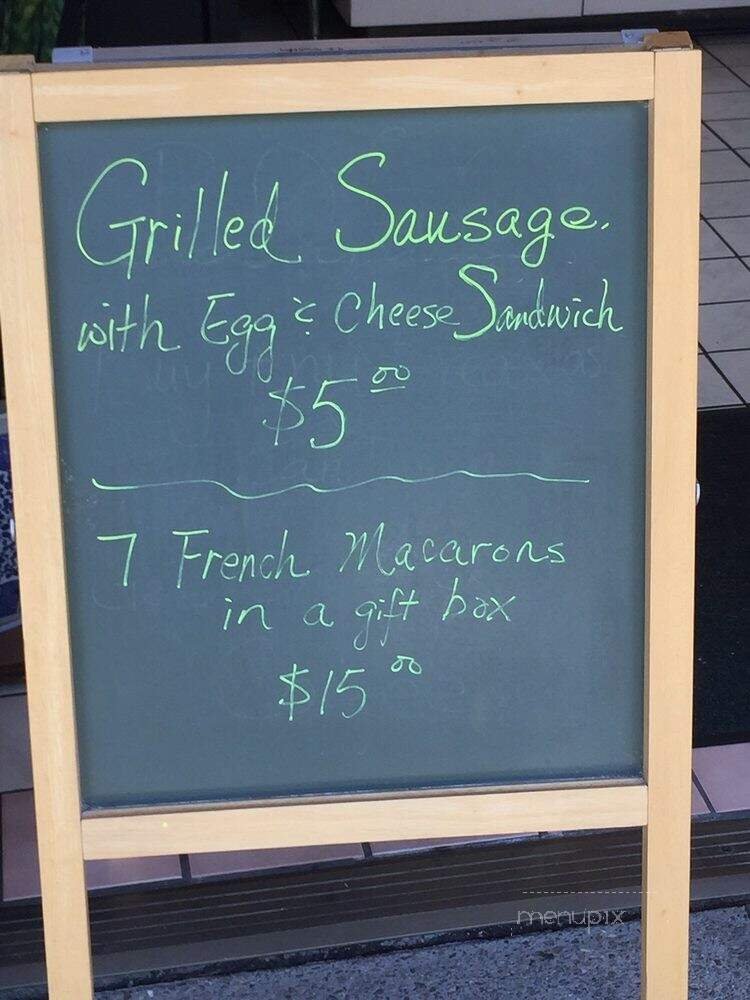 Grilled Sausage.
with Egg & Cheese Sandwich
$5.00
7 French Macarons
in a gift box
$15.00
menupix